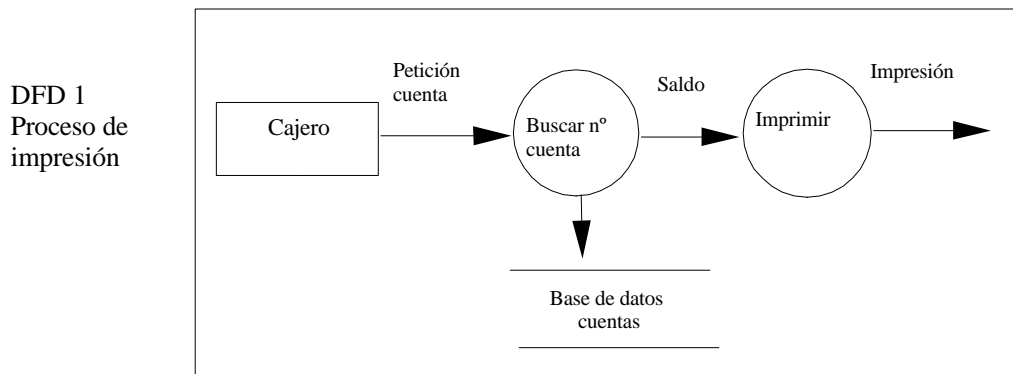 DFD 1
Proceso de
impresión
Cajero
Petición
cuenta
Buscar nº
cuenta
Saldo
Imprimir
Impresión
Base de datos
cuentas